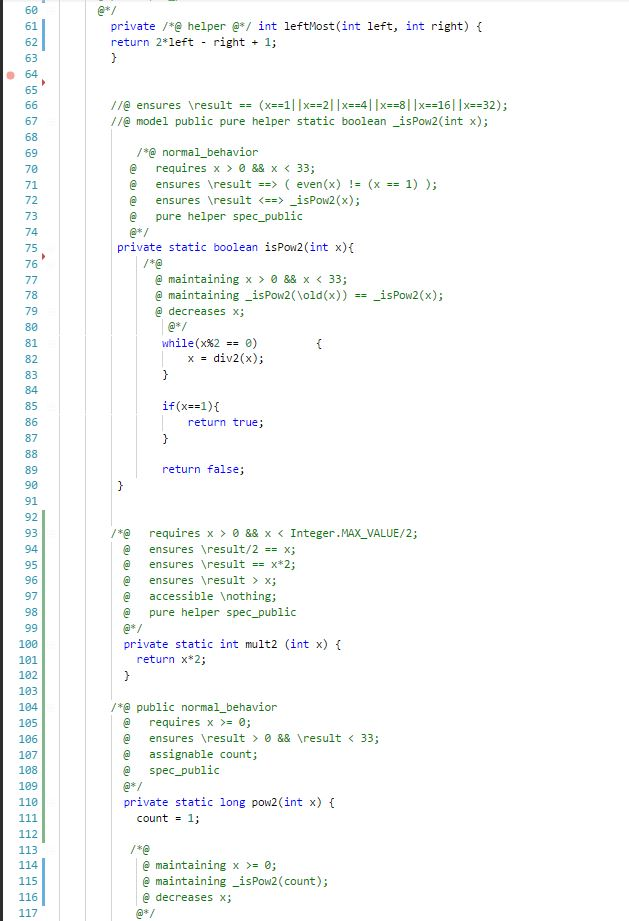 60 @*/
61 private /*@ helper @*/ int leftMost(int left, int right) {
62 return 2*left - right + 1;
63 }
64
65
66 //@ ensures \result == (x==1||x==2||x==4||x==8||x==16||x==32);
67 //@ model public pure helper static boolean _isPow2(int x);
68
69 /*@ normal_behavior
70 @ requires x > 0 && x < 33;
71 @ ensures \result ==> ( even(x) != (x == 1) );
72 @ ensures \result <==> _isPow2(x);
73 @ pure helper spec_public
74 @*/
75 private static boolean isPow2(int x){
76 /*@
77 @ maintaining x > 0 && x < 33;
78 @ maintaining _isPow2(\old(x)) == _isPow2(x);
79 @ decreases x;
80 @*/
81 while(x%2 == 0) {
82 x = div2(x);
83 }
84
85 if(x==1){
86 return true;
87 }
88
89 return false;
90 }
91
92
93 /*@ requires x > 0 && x < Integer.MAX_VALUE/2;
94 @ ensures \result/2 == x;
95 @ ensures \result == x*2;
96 @ ensures \result > x;
97 @ accessible \nothing;
98 @ pure helper spec_public
99 @*/
100 private static int mult2 (int x) {
101 return x*2;
102 }
103
104 /*@ public normal_behavior
105 @ requires x >= 0;
106 @ ensures \result > 0 && \result < 33;
107 @ assignable count;
108 @ spec_public
109 @*/
110 private static long pow2(int x) {
111 count = 1;
112
113 /*@
114 @ maintaining x >= 0;
115 @ maintaining _isPow2(count);
116 @ decreases x;
117 @*/